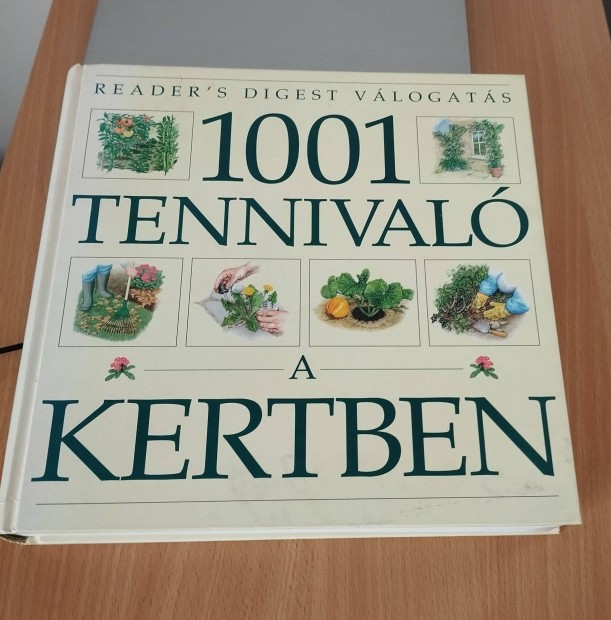 READER'S DIGEST VÁLOGATÁS
1001
TENNIVALÓ
A
KERTBEN